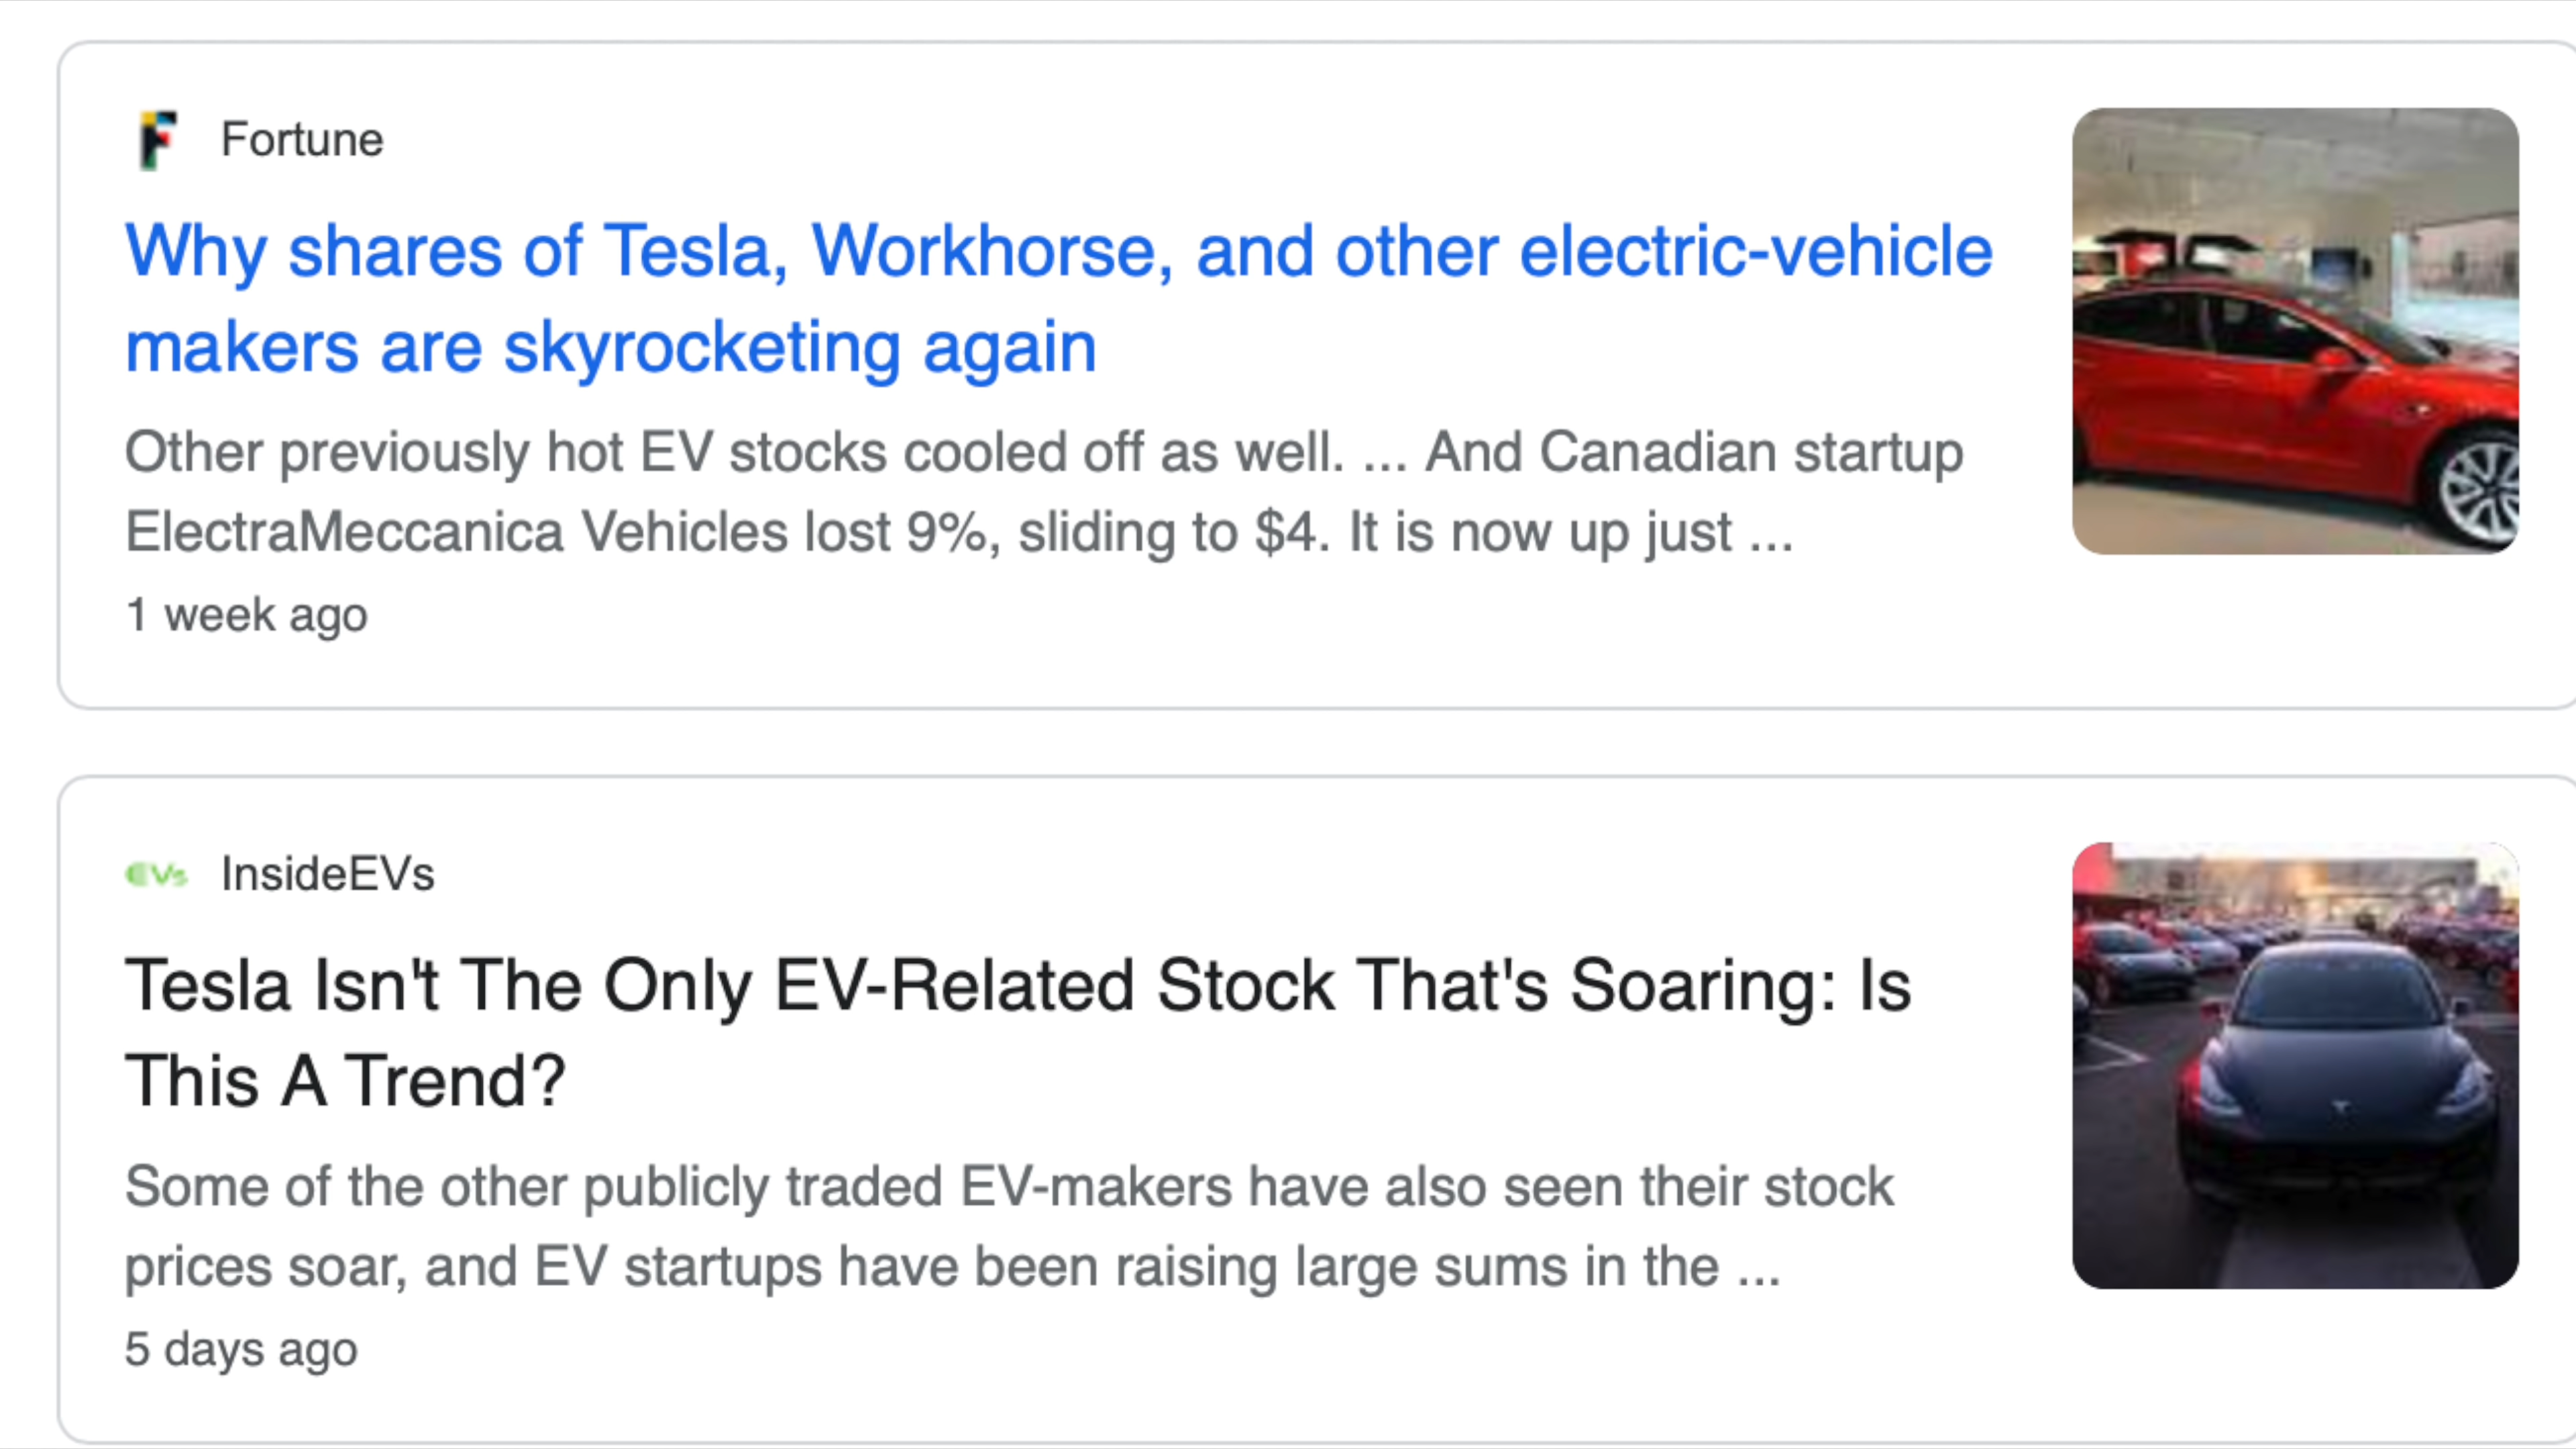 Fortune
Why shares of Tesla, Workhorse, and other electric-vehicle
makers are skyrocketing again
Other previously hot EV stocks cooled off as well. ... And Canadian startup
ElectraMeccanica Vehicles lost 9%, sliding to $4. It is now up just ...
1 week ago
EVs InsideEVs
Tesla Isn't The Only EV-Related Stock That's Soaring: Is
This A Trend?
Some of the other publicly traded EV-makers have also seen their stock
prices soar, and EV startups have been raising large sums in the ...
5 days ago